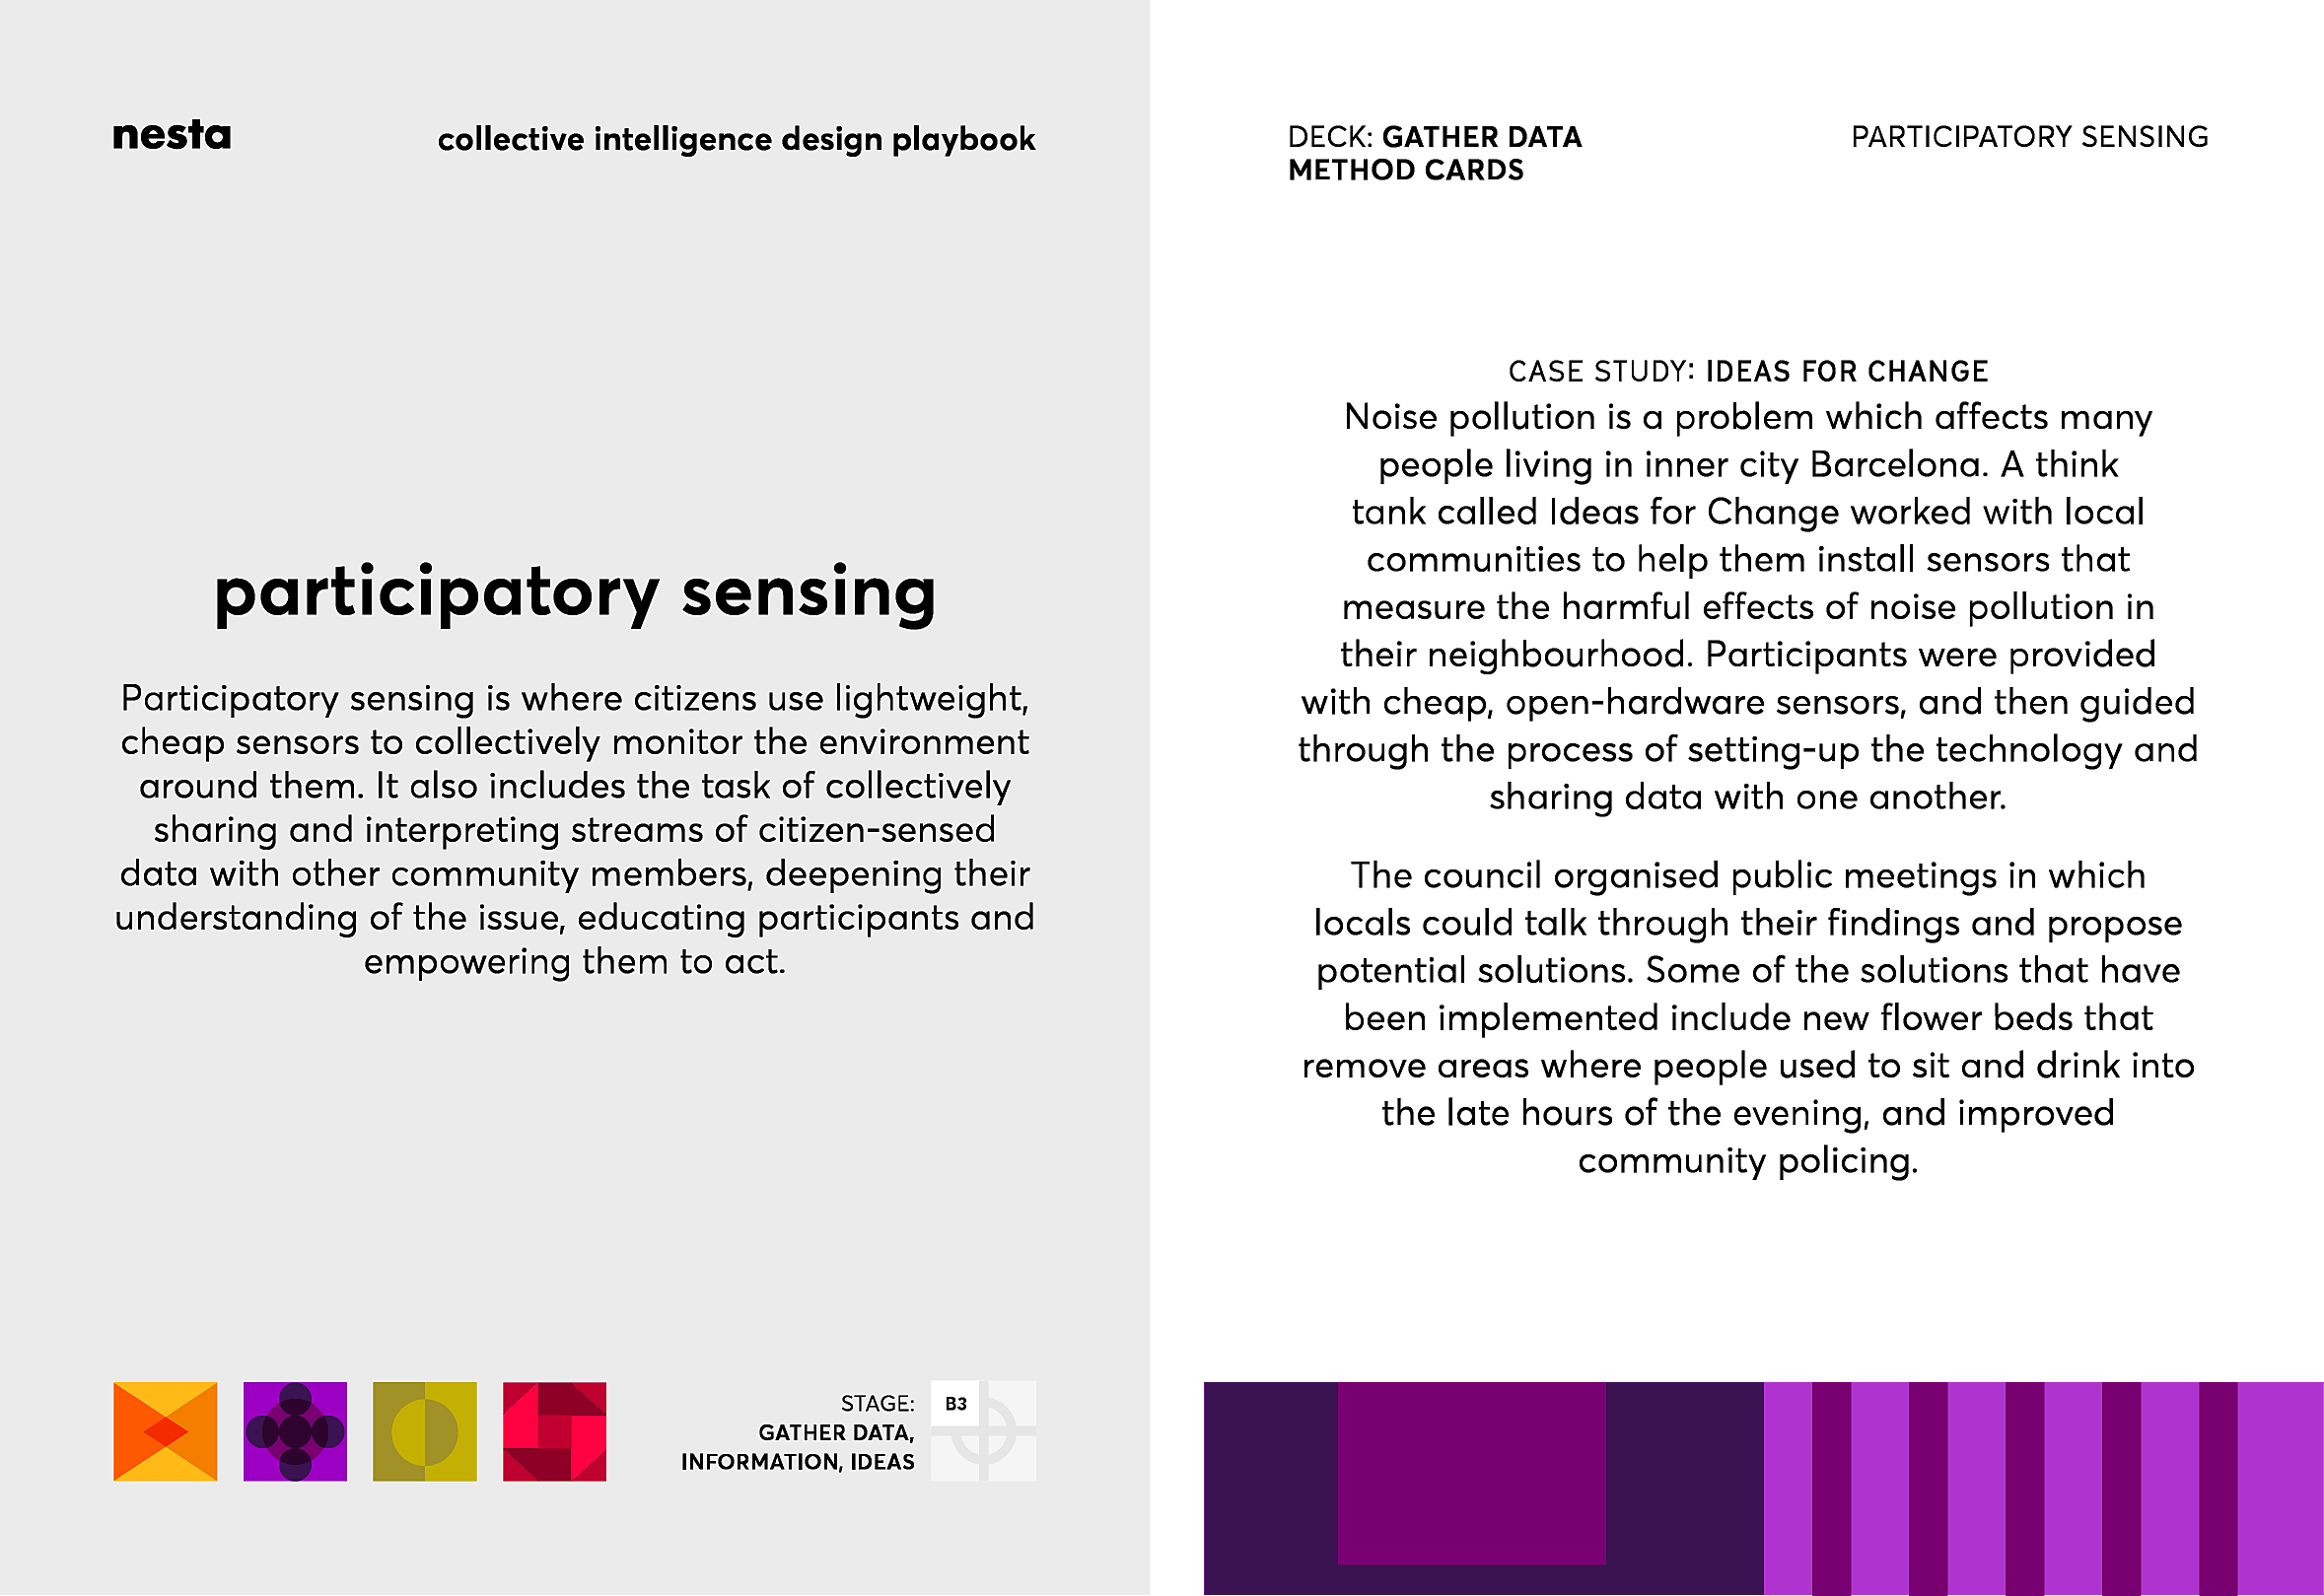 nesta
collective intelligence design playbook
participatory sensing
Participatory sensing is where citizens use lightweight,
cheap sensors to collectively monitor the environment
around them. It also includes the task of collectively
sharing and interpreting streams of citizen-sensed
data with other community members, deepening their
understanding of the issue, educating participants and
empowering them to act.
STAGE:
GATHER DATA,
INFORMATION, IDEAS
B3
DECK: GATHER DATA
METHOD CARDS
PARTICIPATORY SENSING
CASE STUDY: IDEAS FOR CHANGE
Noise pollution is a problem which affects many
people living in inner city Barcelona. A think
tank called Ideas for Change worked with local
communities to help them install sensors that
measure the harmful effects of noise pollution in
their neighbourhood. Participants were provided
with cheap, open-hardware sensors, and then guided
through the process of setting-up the technology and
sharing data with one another.
The council organised public meetings in which
locals could talk through their findings and propose
potential solutions. Some of the solutions that have
been implemented include new flower beds that
remove areas where people used to sit and drink into
the late hours of the evening, and improved
community policing.